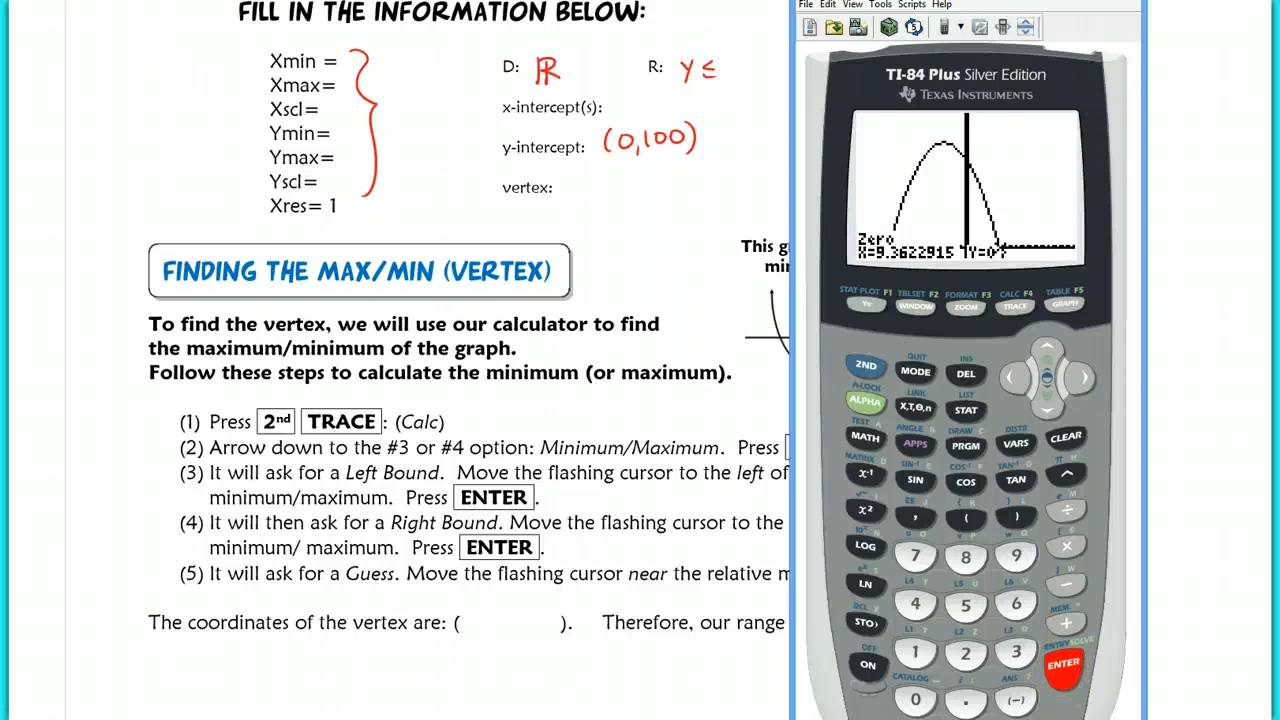 FILL IN THE INFORMATION BELOW:
Xmin =
Xmax=
Xscl=
Ymin=
Ymax=
Yscl=
Xres= 1
D: ℝ R: y ≤
x-intercept(s):
y-intercept: (0,100)
vertex:
FINDING THE MAX/MIN (VERTEX)
This g
mi
To find the vertex, we will use our calculator to find
the maximum/minimum of the graph.
Follow these steps to calculate the minimum (or maximum).
(1) Press 2nd TRACE : (Calc)
(2) Arrow down to the #3 or #4 option: Minimum/Maximum. Press
(3) It will ask for a Left Bound. Move the flashing cursor to the left of
minimum/maximum. Press ENTER.
(4) It will then ask for a Right Bound. Move the flashing cursor to the
minimum/ maximum. Press ENTER.
(5) It will ask for a Guess. Move the flashing cursor near the relative m
The coordinates of the vertex are: ( ). Therefore, our range
File Edit View Tools Scripts Help
TI-84 Plus Silver Edition
TEXAS INSTRUMENTS
Zero
X=9.3622915 Y=0
STAT PLOT F1 TBLSET F2 FORMAT F3 CALC F4 TABLE F5
Y= WINDOW ZOOM TRACE GRAPH
QUIT INS
2ND MODE DEL
A-LOCK LINK LIST
ALPHA X,T,Θ,n STAT
TEST A ANGLE B DRAW C DISTR
MATH APPS PRGM VARS CLEAR
MATRIX D SIN⁻¹ E COS⁻¹ F TAN⁻¹ G π H
x⁻¹ SIN COS TAN ^
√ I EE J { K } L e M
x² , ( ) ÷
10ˣ N u O v P w Q [ R
LOG 7 8 9 ×
eˣ S L4 T L5 U L6 V ] W
LN 4 5 6 −
RCL X L1 Y L2 Z L3 θ MEM "
STO› 1 2 3 +
OFF CATALOG i : ANS ? ENTRY SOLVE
ON 0 . (−) ENTER